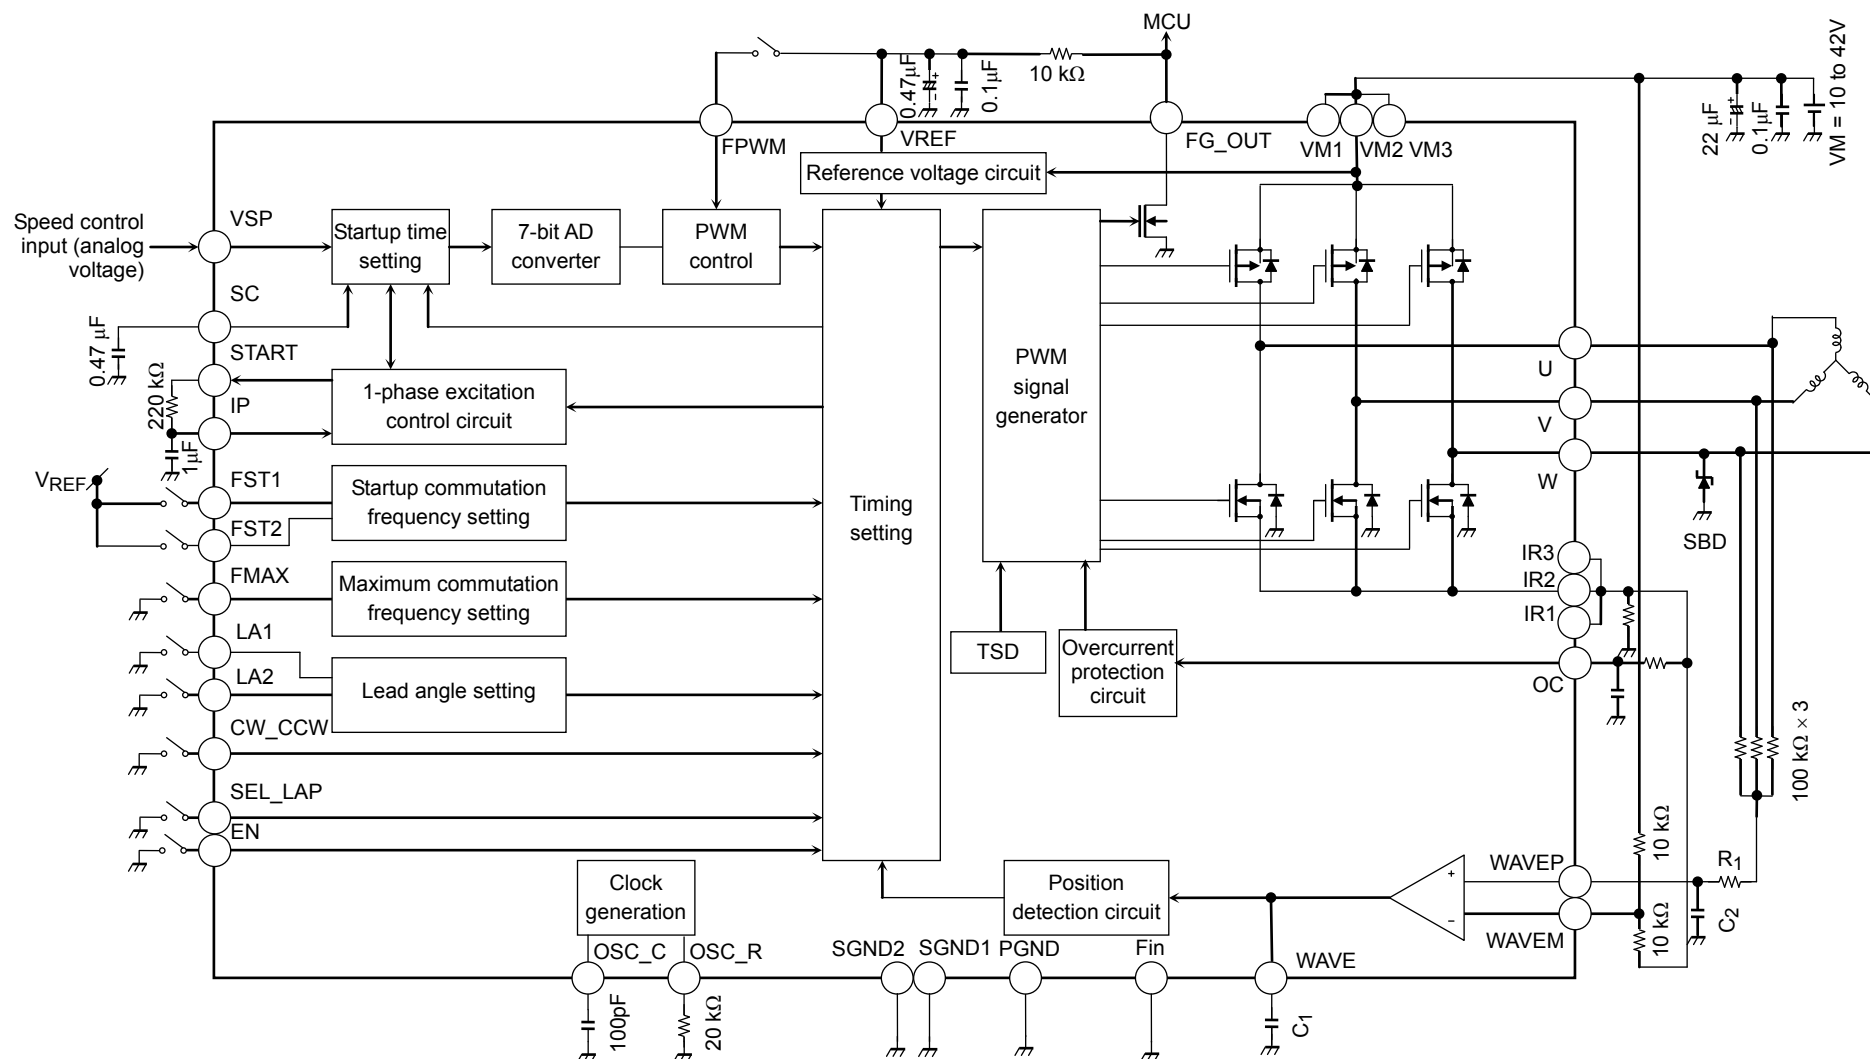 MCU
0.47μF
+
−
0.1μF
10 kΩ
22 μF
+
−
0.1μF
VM = 10 to 42V
FPWM
VREF
FG_OUT
VM1
VM2
VM3
Reference voltage circuit
Speed control
input (analog
voltage)
VSP
Startup time
setting
7-bit AD
converter
PWM
control
SC
0.47 μF
START
220 kΩ
IP
1μF
1-phase excitation
control circuit
PWM
signal
generator
U
V
W
SBD
VREF
FST1
FST2
Startup commutation
frequency setting
Timing
setting
FMAX
Maximum commutation
frequency setting
IR3
IR2
IR1
LA1
LA2
Lead angle setting
TSD
Overcurrent
protection
circuit
OC
CW_CCW
100 kΩ × 3
SEL_LAP
EN
10 kΩ
10 kΩ
Clock
generation
Position
detection circuit
+
−
WAVEP
WAVEM
R1
C2
OSC_C
OSC_R
SGND2
SGND1
PGND
Fin
WAVE
100pF
20 kΩ
C1